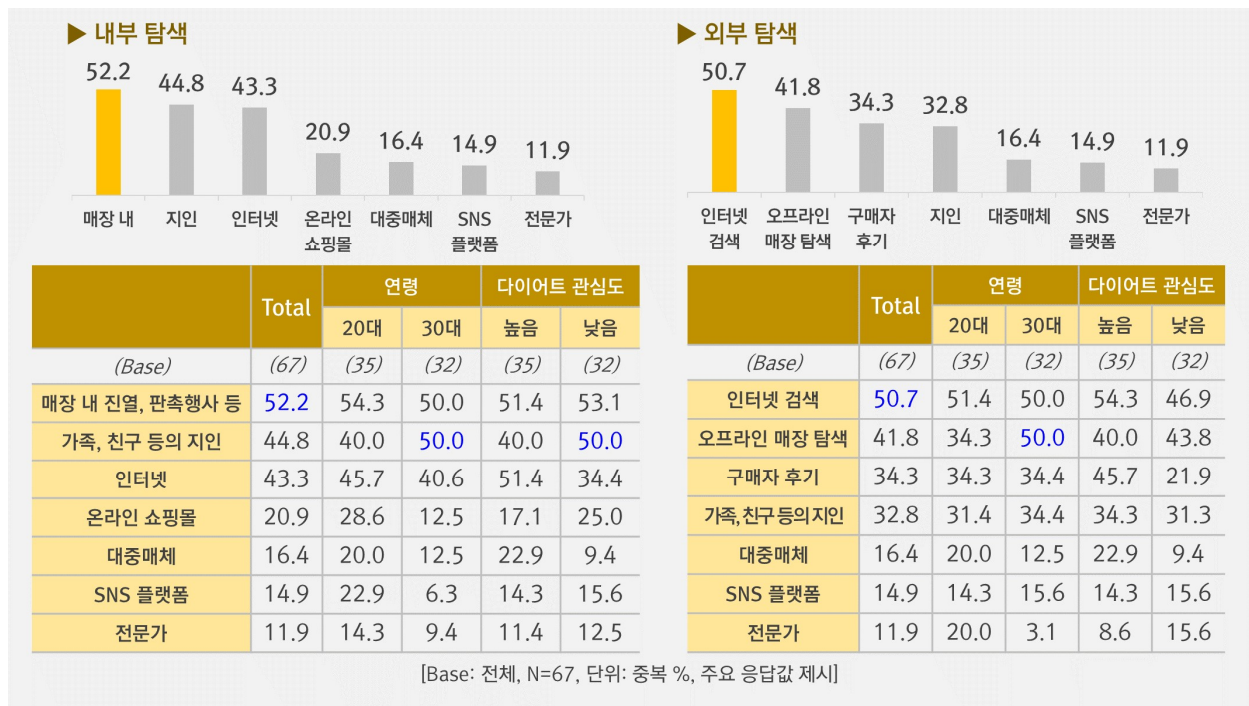 ▶ 내부 탐색
52.2
44.8
43.3
20.9
16.4
14.9
11.9
매장 내
지인
인터넷
온라인
쇼핑몰
대중매체
SNS
플랫폼
전문가
Total 연령 다이어트 관심도
20대 30대 높음 낮음
(Base) (67) (35) (32) (35) (32)
매장 내 진열, 판촉행사 등 52.2 54.3 50.0 51.4 53.1
가족, 친구 등의 지인 44.8 40.0 50.0 40.0 50.0
인터넷 43.3 45.7 40.6 51.4 34.4
온라인 쇼핑몰 20.9 28.6 12.5 17.1 25.0
대중매체 16.4 20.0 12.5 22.9 9.4
SNS 플랫폼 14.9 22.9 6.3 14.3 15.6
전문가 11.9 14.3 9.4 11.4 12.5
▶ 외부 탐색
50.7
41.8
34.3
32.8
16.4
14.9
11.9
인터넷
검색
오프라인
매장 탐색
구매자
후기
지인
대중매체
SNS
플랫폼
전문가
Total 연령 다이어트 관심도
20대 30대 높음 낮음
(Base) (67) (35) (32) (35) (32)
인터넷 검색 50.7 51.4 50.0 54.3 46.9
오프라인 매장 탐색 41.8 34.3 50.0 40.0 43.8
구매자 후기 34.3 34.3 34.4 45.7 21.9
가족, 친구 등의 지인 32.8 31.4 34.4 34.3 31.3
대중매체 16.4 20.0 12.5 22.9 9.4
SNS 플랫폼 14.9 14.3 15.6 14.3 15.6
전문가 11.9 20.0 3.1 8.6 15.6
[Base: 전체, N=67, 단위: 중복 %, 주요 응답값 제시]